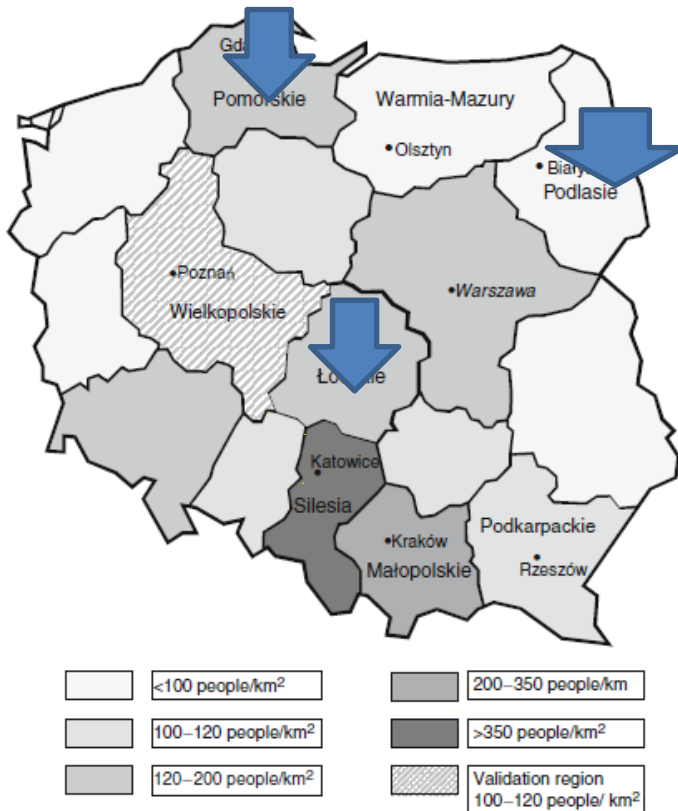 Pomorskie
Warmia-Mazury
•Olsztyn
Podlasie
•Poznań
Wielkopolskie
•Warszawa
Katowice
Silesia
•Kraków
Małopolskie
Podkarpackie
Rzeszów
<100 people/km²
100–120 people/km²
120–200 people/km²
200–350 people/km
>350 people/km²
Validation region
100–120 people/ km²